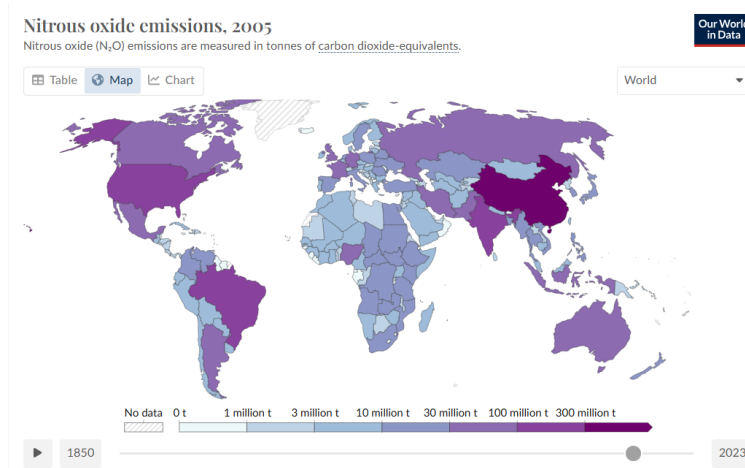 Nitrous oxide emissions, 2005
Our World
in Data
Nitrous oxide (N₂O) emissions are measured in tonnes of carbon dioxide-equivalents.
Table Map Chart World
No data 0 t 1 million t 3 million t 10 million t 30 million t 100 million t 300 million t
1850 2023